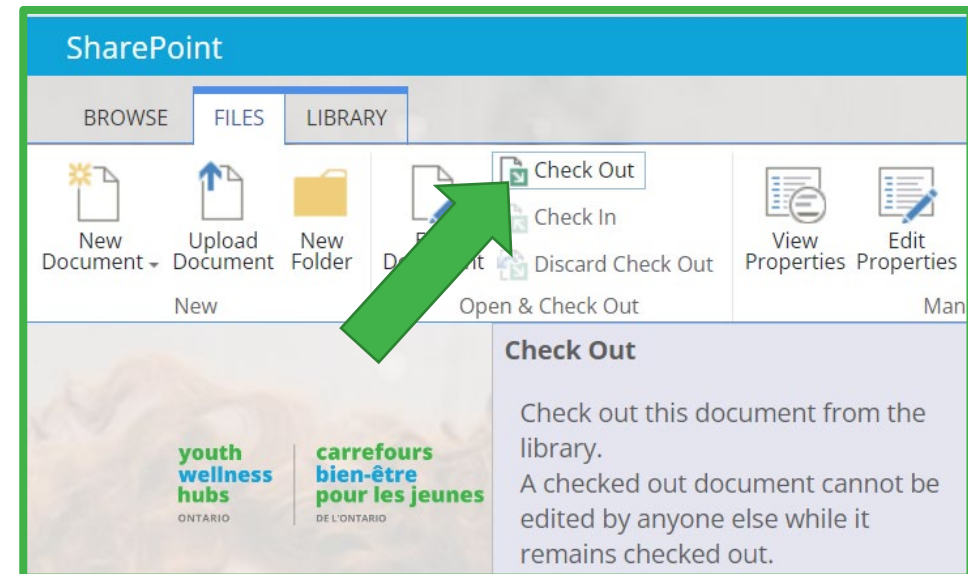 SharePoint
BROWSE FILES LIBRARY
New Document
Upload Document
New Folder
Check Out
Check In
Discard Check Out
View Properties
Edit Properties
New
Open & Check Out
Check Out
Check out this document from the
library.
A checked out document cannot be
edited by anyone else while it
remains checked out.
youth
wellness
hubs
ONTARIO
carrefours
bien-être
pour les jeunes
DE L'ONTARIO